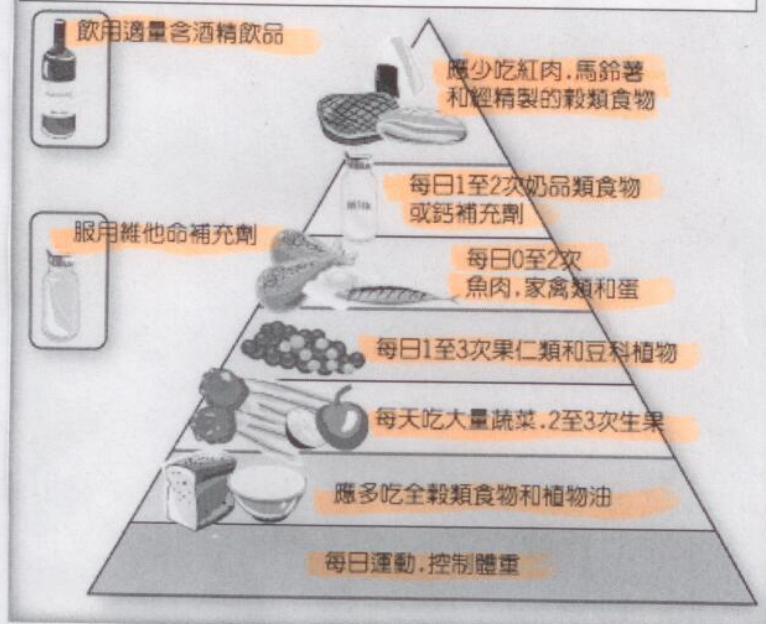 飲用適量含酒精飲品
應少吃紅肉.馬鈴薯
和經精製的穀類食物
每日1至2次奶品類食物
或鈣補充劑
服用維他命補充劑
每日0至2次
魚肉.家禽類和蛋
每日1至3次果仁類和豆科植物
每天吃大量蔬菜.2至3次生果
應多吃全穀類食物和植物油
每日運動.控制體重